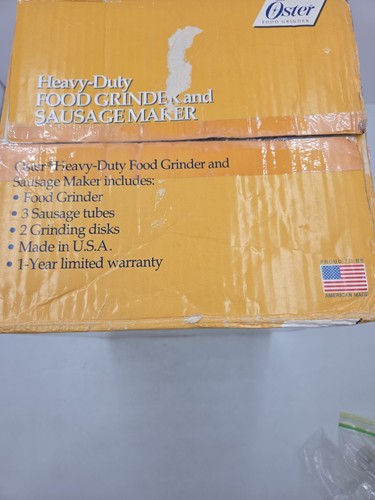 Oster
FOOD GRINDER
Heavy-Duty
FOOD GRINDER and
SAUSAGE MAKER
Oster Heavy-Duty Food Grinder and
Sausage Maker includes:
• Food Grinder
• 3 Sausage tubes
• 2 Grinding disks
• Made in U.S.A.
• 1-Year limited warranty
AMERICAN MADE